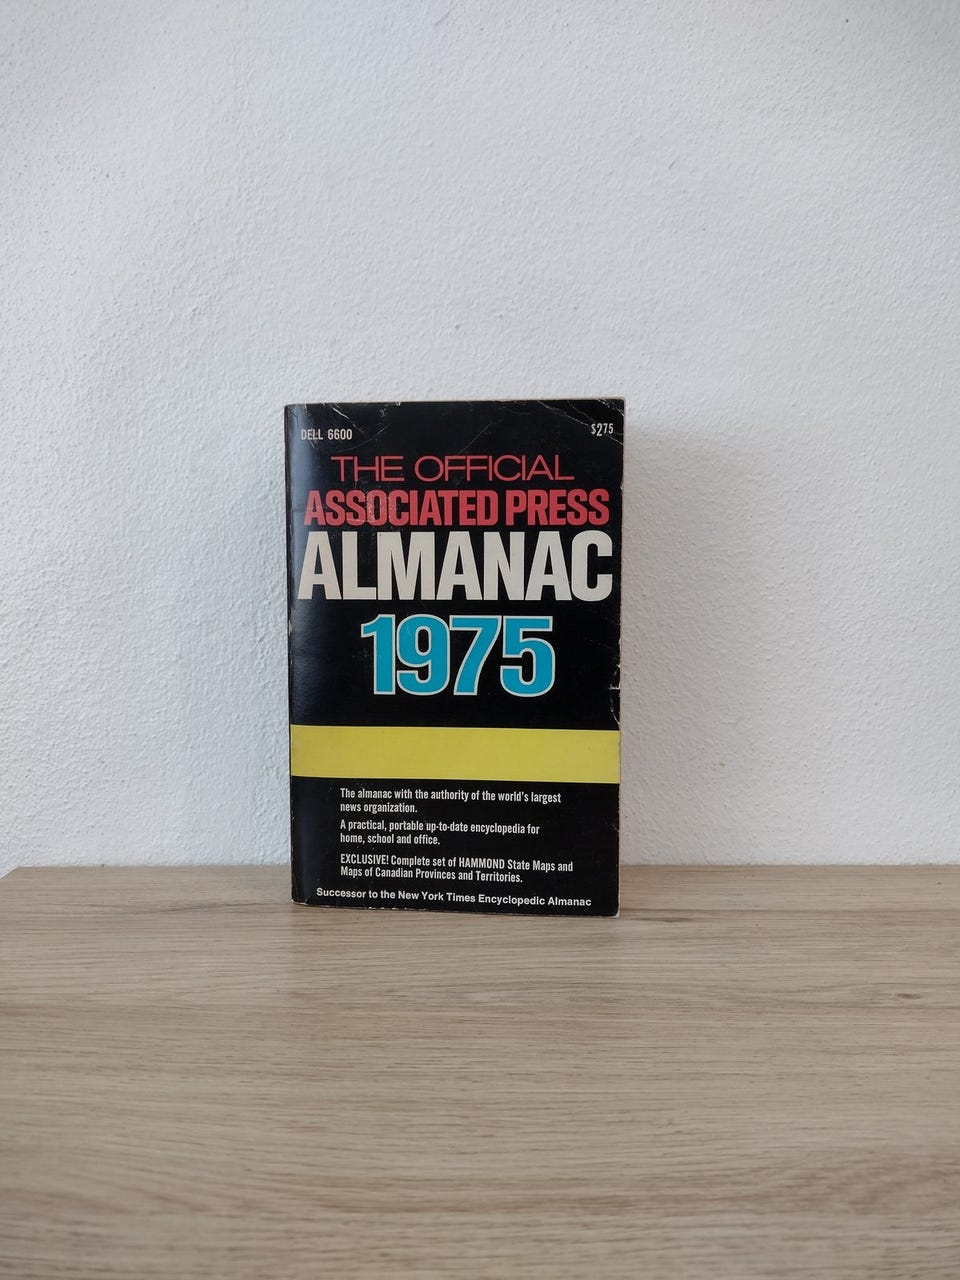 DELL 6600
$2.75
THE OFFICIAL
ASSOCIATED PRESS
ALMANAC
1975
The almanac with the authority of the world's largest
news organization.
A practical, portable up-to-date encyclopedia for
home, school and office.
EXCLUSIVE! Complete set of HAMMOND State Maps and
Maps of Canadian Provinces and Territories.
Successor to the New York Times Encyclopedic Almanac